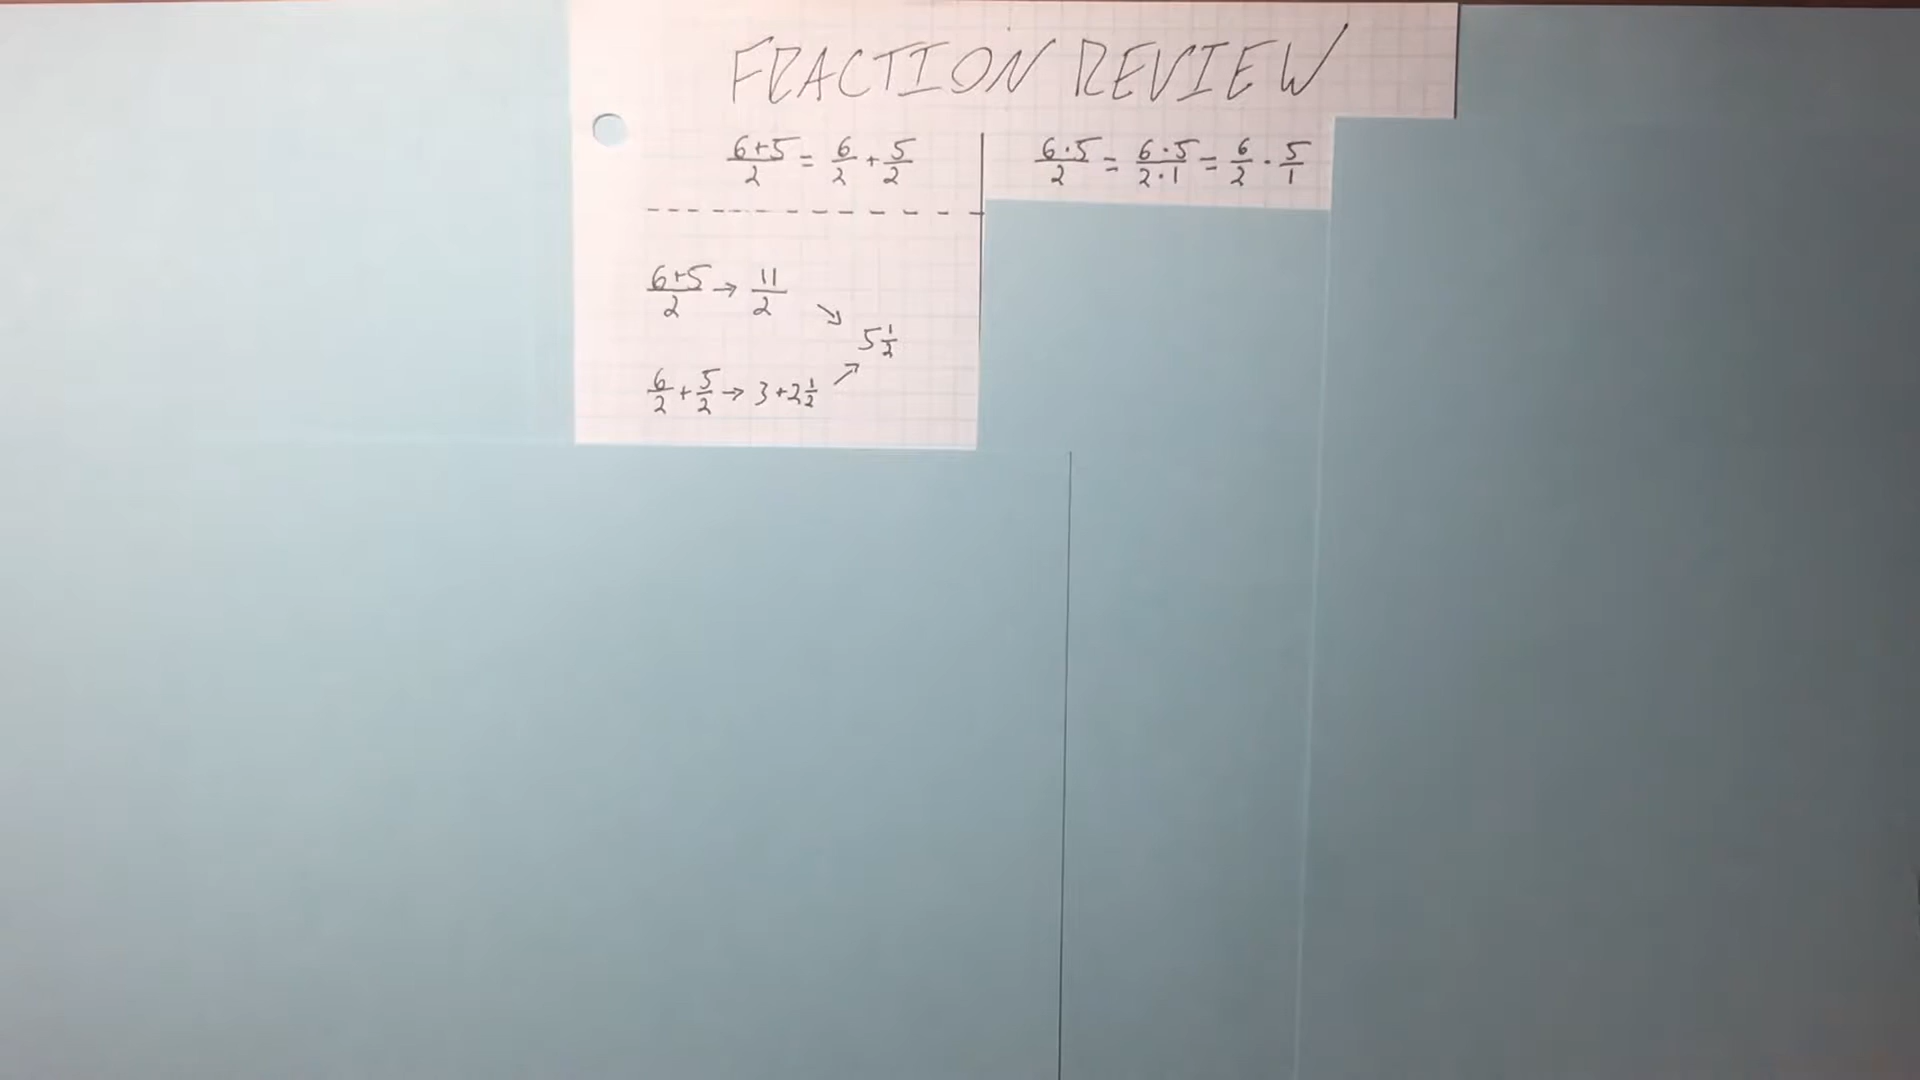 FRACTION REVIEW
6+5/2 = 6/2 + 5/2
6·5/2 = 6·5/2·1 = 6/2 · 5/1
6+5/2 → 11/2 ↘
5 1/2
6/2 + 5/2 → 3 + 2 1/2 ↗